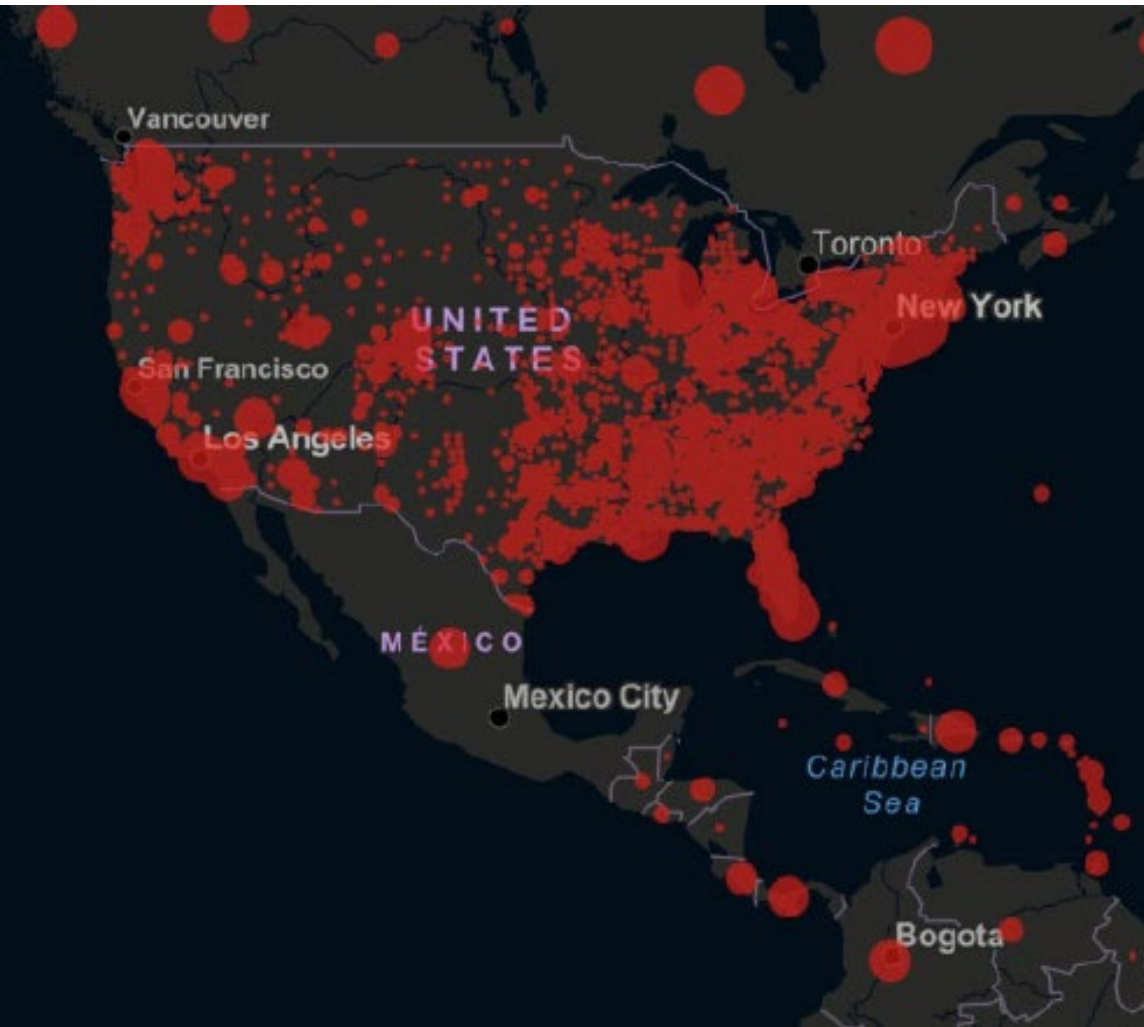 Vancouver
Toronto
New York
UNITED
STATES
San Francisco
Los Angeles
MÉXICO
Mexico City
Caribbean
Sea
Bogota